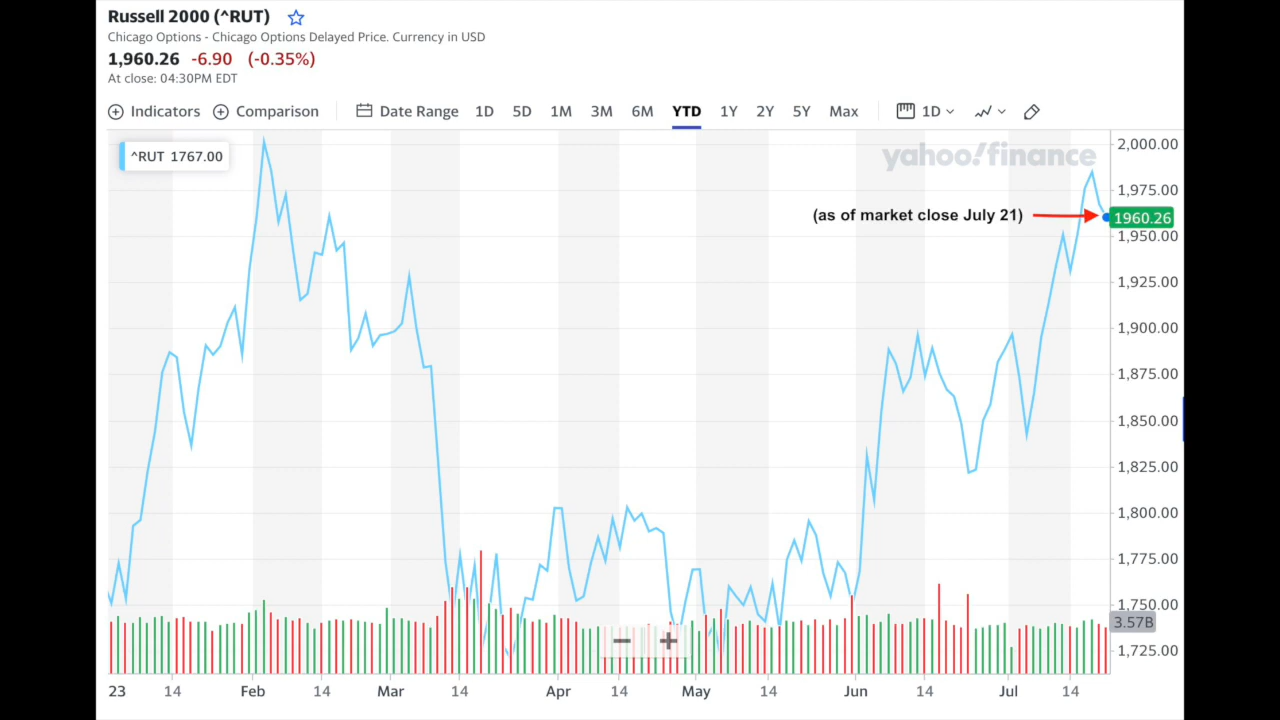 Russell 2000 (^RUT)
Chicago Options - Chicago Options Delayed Price. Currency in USD
1,960.26 -6.90 (-0.35%)
At close: 04:30PM EDT
Indicators Comparison Date Range 1D 5D 1M 3M 6M YTD 1Y 2Y 5Y Max 1D
^RUT 1767.00
yahoo!finance
2,000.00
1,975.00
(as of market close July 21)
1960.26
1,950.00
1,925.00
1,900.00
1,875.00
1,850.00
1,825.00
1,800.00
1,775.00
1,750.00
3.57B
1,725.00
23 14 Feb 14 Mar 14 Apr 14 May 14 Jun 14 Jul 14